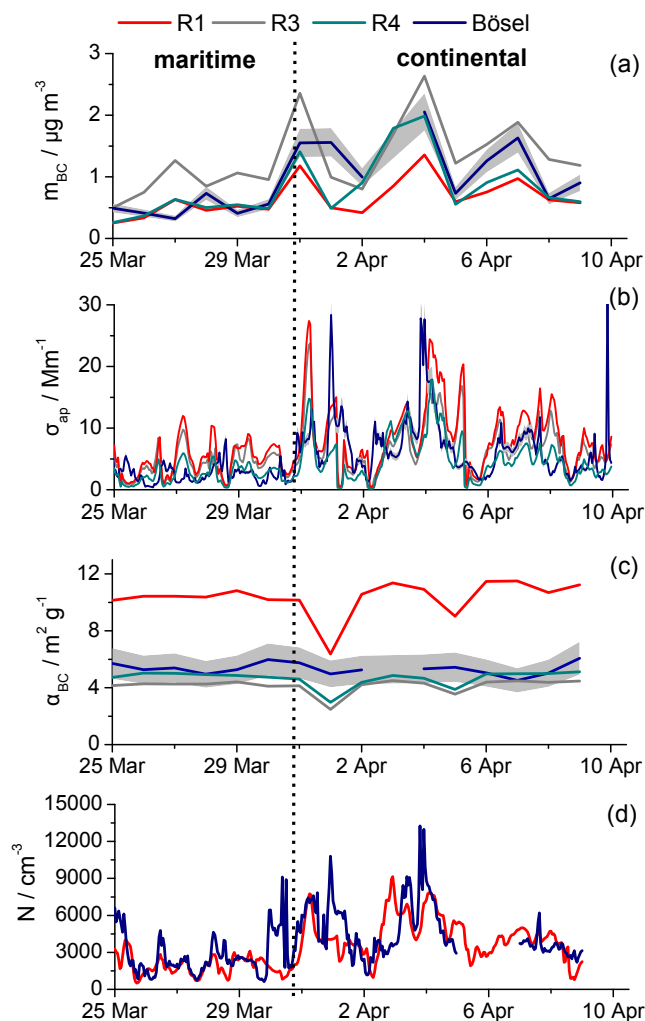 R1 R3 R4 Bösel
maritime continental (a)
m_BC / µg m⁻³
3
2
1
0
25 Mar 29 Mar 2 Apr 6 Apr 10 Apr
(b)
σ_ap / Mm⁻¹
30
20
10
0
25 Mar 29 Mar 2 Apr 6 Apr 10 Apr
(c)
α_BC / m² g⁻¹
12
8
4
0
25 Mar 29 Mar 2 Apr 6 Apr 10 Apr
(d)
N / cm⁻³
15000
12000
9000
6000
3000
0
25 Mar 29 Mar 2 Apr 6 Apr 10 Apr